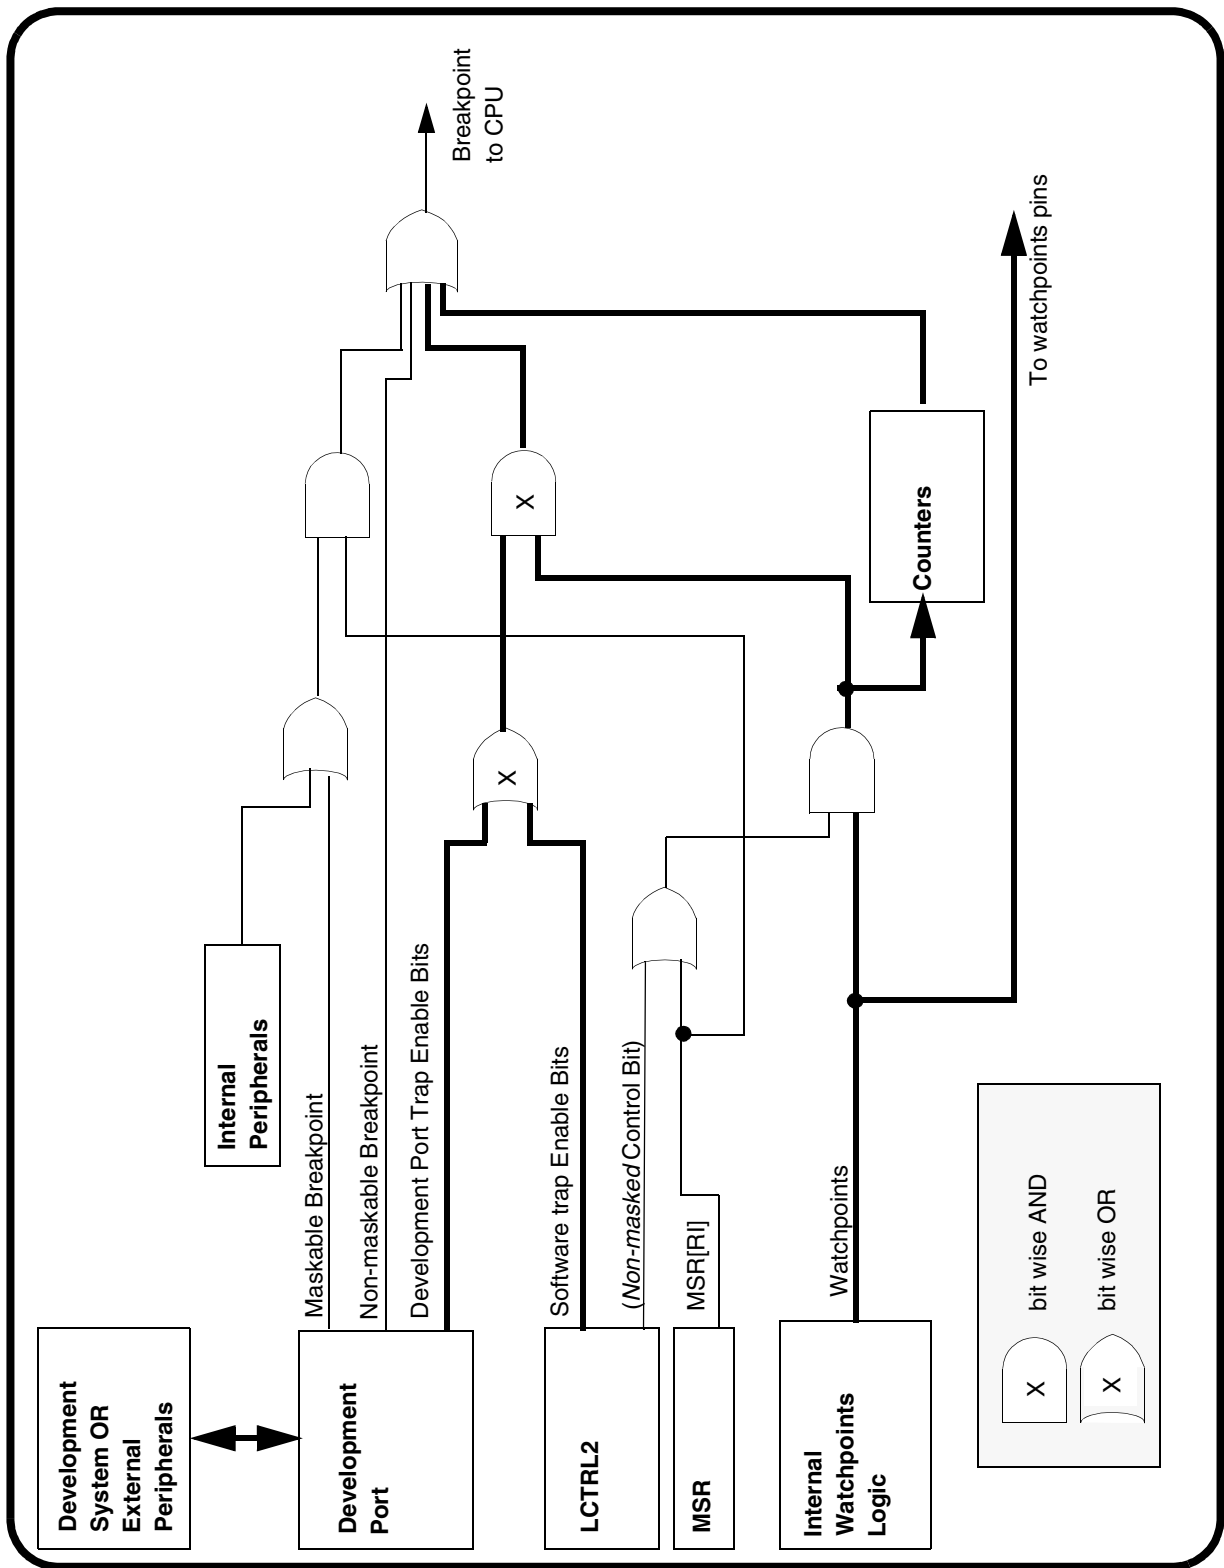 Development
System OR
External
Peripherals
Development
Port
LCTRL2
MSR
Internal
Watchpoints
Logic
Internal
Peripherals
Maskable Breakpoint
Non-maskable Breakpoint
Development Port Trap Enable Bits
Software trap Enable Bits
(Non-masked Control Bit)
MSR[RI]
Watchpoints
X
X
Counters
Breakpoint
to CPU
To watchpoints pins
X
bit wise AND
X
bit wise OR